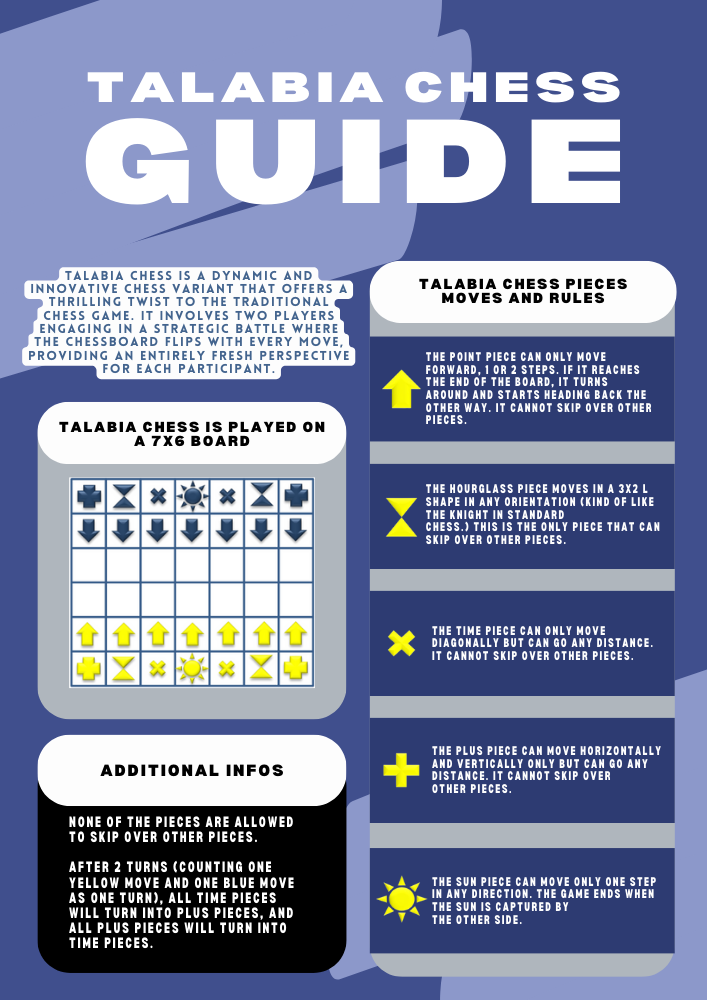 TALABIA CHESS
GUIDE
TALABIA CHESS IS A DYNAMIC AND
INNOVATIVE CHESS VARIANT THAT OFFERS A
THRILLING TWIST TO THE TRADITIONAL
CHESS GAME. IT INVOLVES TWO PLAYERS
ENGAGING IN A STRATEGIC BATTLE WHERE
THE CHESSBOARD FLIPS WITH EVERY MOVE,
PROVIDING AN ENTIRELY FRESH PERSPECTIVE
FOR EACH PARTICIPANT.
TALABIA CHESS IS PLAYED ON
A 7X6 BOARD
ADDITIONAL INFOS
NONE OF THE PIECES ARE ALLOWED
TO SKIP OVER OTHER PIECES.
AFTER 2 TURNS (COUNTING ONE
YELLOW MOVE AND ONE BLUE MOVE
AS ONE TURN), ALL TIME PIECES
WILL TURN INTO PLUS PIECES, AND
ALL PLUS PIECES WILL TURN INTO
TIME PIECES.
TALABIA CHESS PIECES
MOVES AND RULES
THE POINT PIECE CAN ONLY MOVE
FORWARD, 1 OR 2 STEPS. IF IT REACHES
THE END OF THE BOARD, IT TURNS
AROUND AND STARTS HEADING BACK THE
OTHER WAY. IT CANNOT SKIP OVER OTHER
PIECES.
THE HOURGLASS PIECE MOVES IN A 3X2 L
SHAPE IN ANY ORIENTATION (KIND OF LIKE
THE KNIGHT IN STANDARD
CHESS.) THIS IS THE ONLY PIECE THAT CAN
SKIP OVER OTHER PIECES.
THE TIME PIECE CAN ONLY MOVE
DIAGONALLY BUT CAN GO ANY DISTANCE.
IT CANNOT SKIP OVER OTHER PIECES.
THE PLUS PIECE CAN MOVE HORIZONTALLY
AND VERTICALLY ONLY BUT CAN GO ANY
DISTANCE. IT CANNOT SKIP OVER
OTHER PIECES.
THE SUN PIECE CAN MOVE ONLY ONE STEP
IN ANY DIRECTION. THE GAME ENDS WHEN
THE SUN IS CAPTURED BY
THE OTHER SIDE.